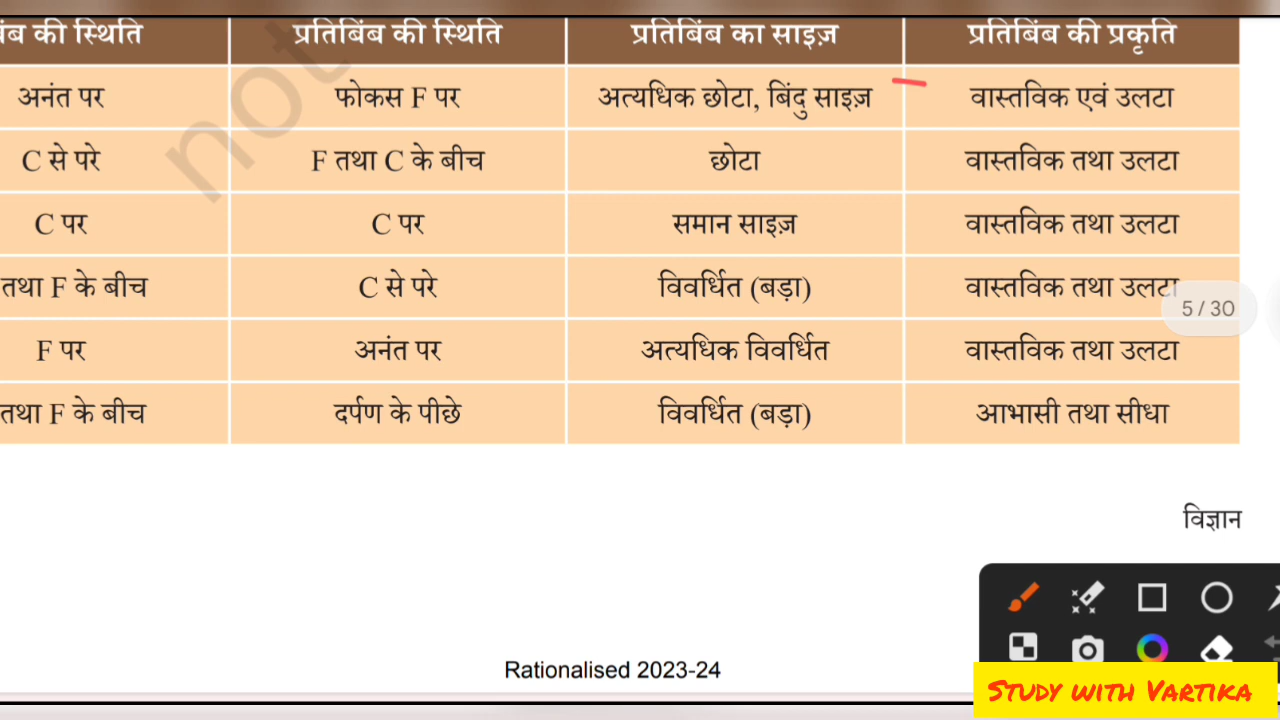 बिंब की स्थिति प्रतिबिंब की स्थिति प्रतिबिंब का साइज़ प्रतिबिंब की प्रकृति
अनंत पर फोकस F पर अत्यधिक छोटा, बिंदु साइज़ वास्तविक एवं उलटा
C से परे F तथा C के बीच छोटा वास्तविक तथा उलटा
C पर C पर समान साइज़ वास्तविक तथा उलटा
तथा F के बीच C से परे विवर्धित (बड़ा) वास्तविक तथा उलटा
5 / 30
F पर अनंत पर अत्यधिक विवर्धित वास्तविक तथा उलटा
तथा F के बीच दर्पण के पीछे विवर्धित (बड़ा) आभासी तथा सीधा
not
विज्ञान
Rationalised 2023-24
STUDY WITH VARTIKA